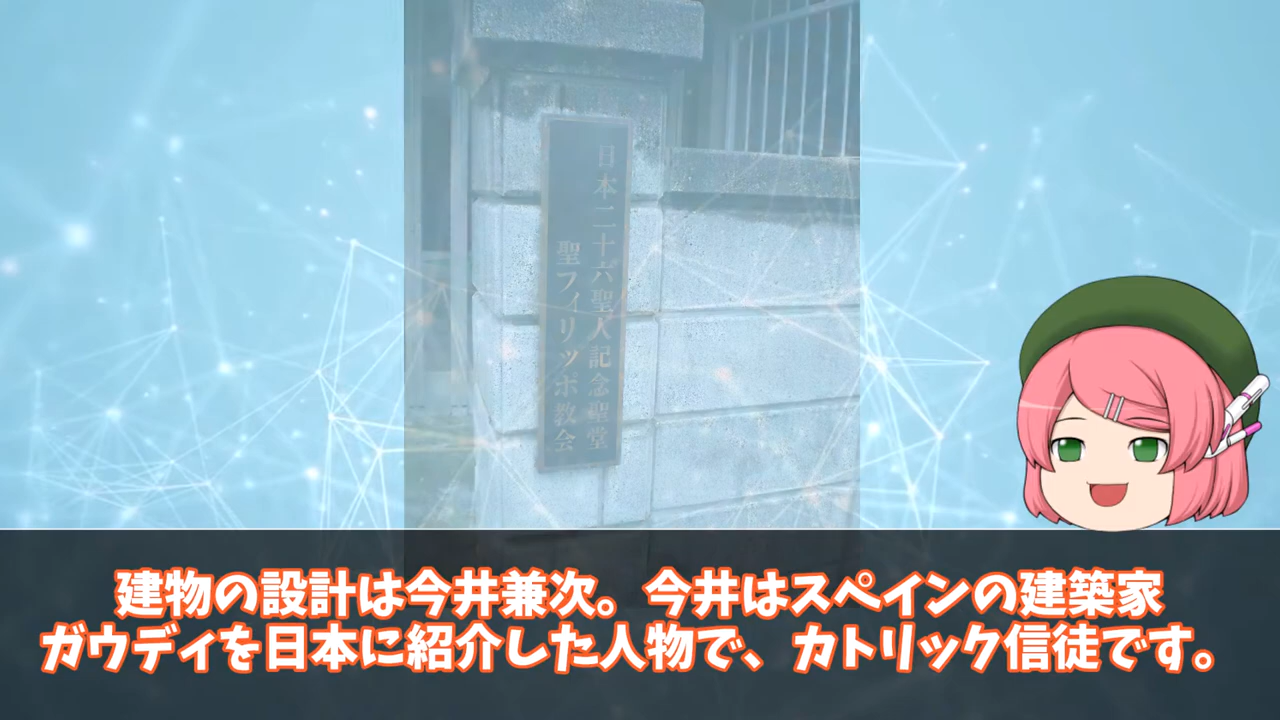 日本二十六聖人記念聖堂
聖フィリッポ教会
建物の設計は今井兼次。今井はスペインの建築家
ガウディを日本に紹介した人物で、カトリック信徒です。